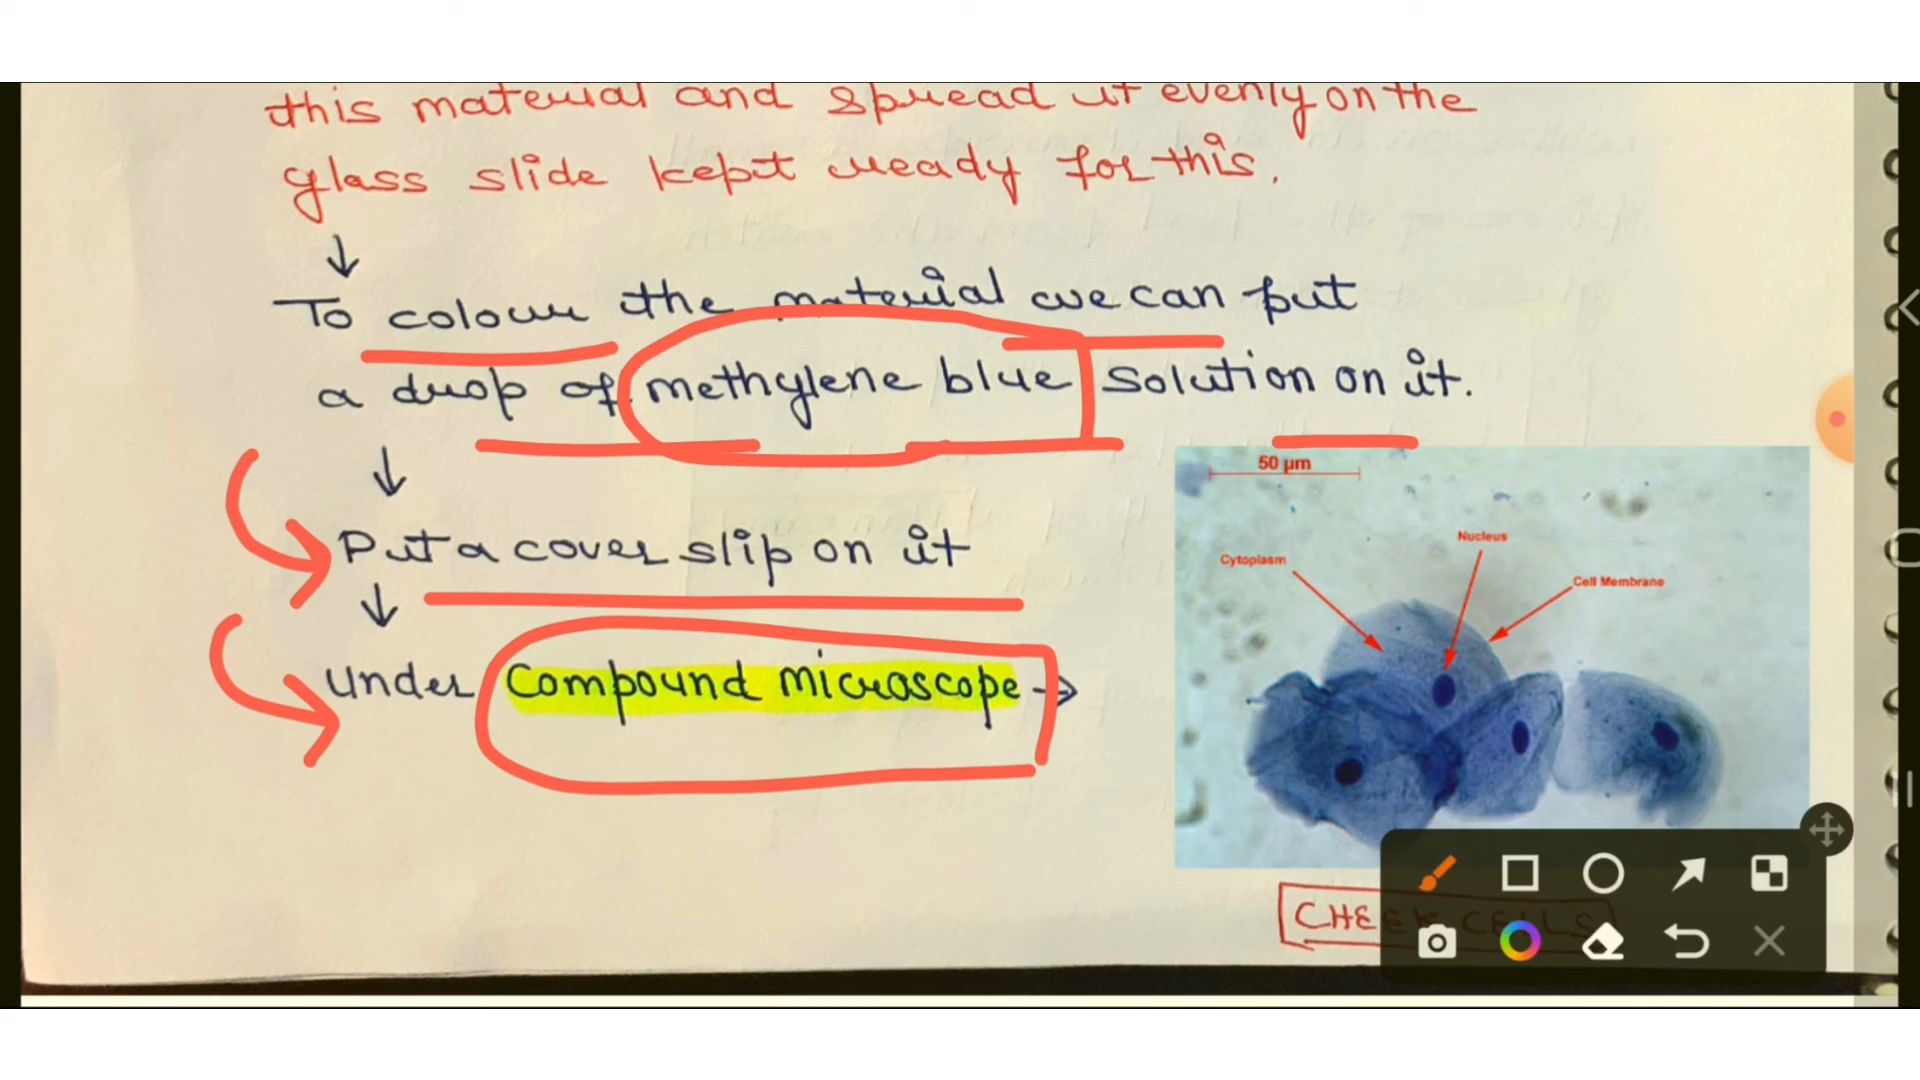 this material and spread it evenly on the
glass slide kept ready for this.
To colour the material we can put
a drop of methylene blue solution on it.
Put a cover slip on it
Under Compound microscope →
50 µm
Nucleus
Cytoplasm
Cell Membrane
CHEEK CELLS